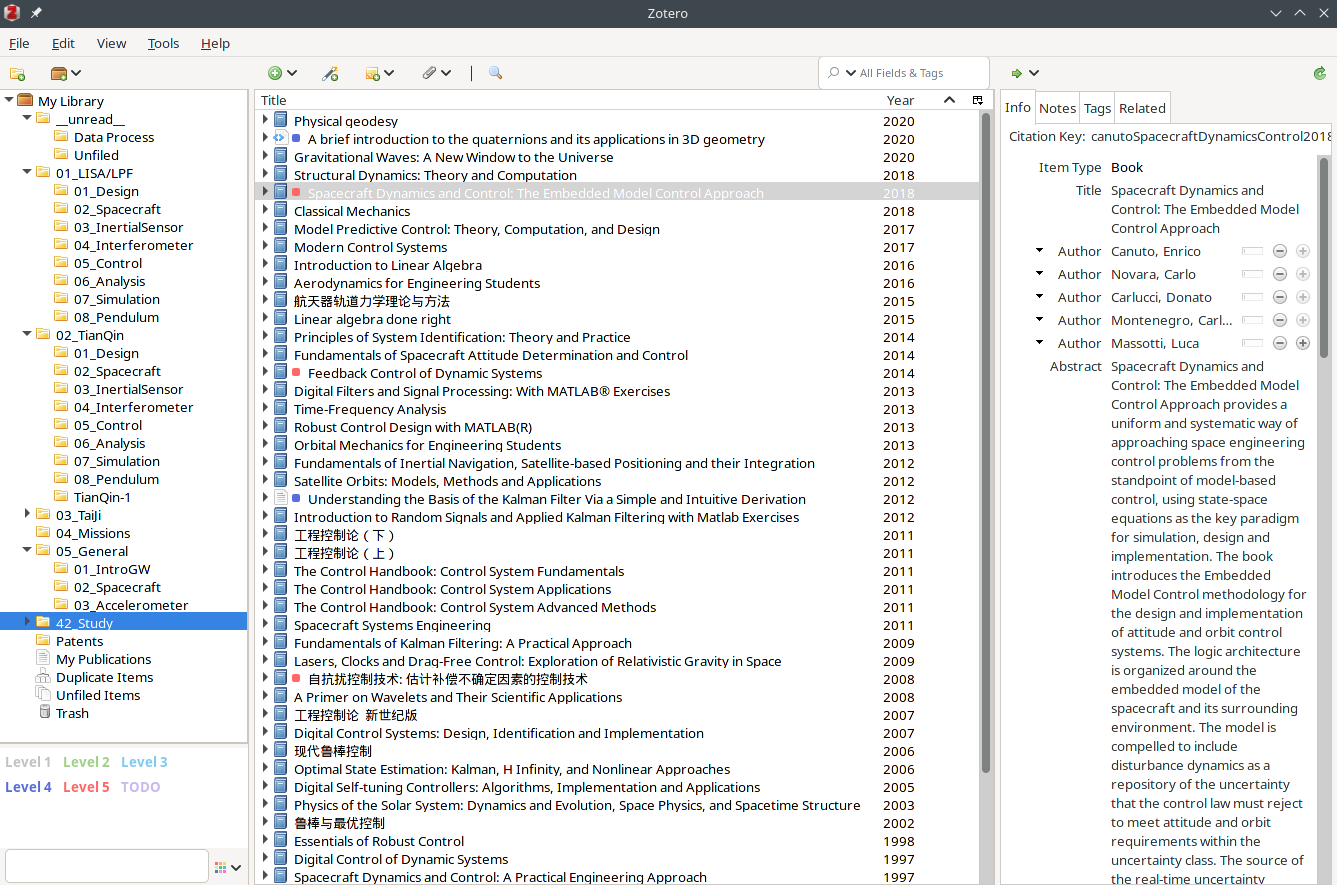 Zotero
File Edit View Tools Help
All Fields & Tags
My Library
__unread__
Data Process
Unfiled
01_LISA/LPF
01_Design
02_Spacecraft
03_InertialSensor
04_Interferometer
05_Control
06_Analysis
07_Simulation
08_Pendulum
02_TianQin
01_Design
02_Spacecraft
03_InertialSensor
04_Interferometer
05_Control
06_Analysis
07_Simulation
08_Pendulum
TianQin-1
03_TaiJi
04_Missions
05_General
01_IntroGW
02_Spacecraft
03_Accelerometer
42_Study
Patents
My Publications
Duplicate Items
Unfiled Items
Trash
Level 1 Level 2 Level 3
Level 4 Level 5 TODO
Title Year
Physical geodesy 2020
A brief introduction to the quaternions and its applications in 3D geometry 2020
Gravitational Waves: A New Window to the Universe 2020
Structural Dynamics: Theory and Computation 2018
Spacecraft Dynamics and Control: The Embedded Model Control Approach 2018
Classical Mechanics 2018
Model Predictive Control: Theory, Computation, and Design 2017
Modern Control Systems 2017
Introduction to Linear Algebra 2016
Aerodynamics for Engineering Students 2016
航天器轨道力学理论与方法 2015
Linear algebra done right 2015
Principles of System Identification: Theory and Practice 2014
Fundamentals of Spacecraft Attitude Determination and Control 2014
Feedback Control of Dynamic Systems 2014
Digital Filters and Signal Processing: With MATLAB® Exercises 2013
Time-Frequency Analysis 2013
Robust Control Design with MATLAB(R) 2013
Orbital Mechanics for Engineering Students 2013
Fundamentals of Inertial Navigation, Satellite-based Positioning and their Integration 2012
Satellite Orbits: Models, Methods and Applications 2012
Understanding the Basis of the Kalman Filter Via a Simple and Intuitive Derivation 2012
Introduction to Random Signals and Applied Kalman Filtering with Matlab Exercises 2012
工程控制论（下） 2011
工程控制论（上） 2011
The Control Handbook: Control System Fundamentals 2011
The Control Handbook: Control System Applications 2011
The Control Handbook: Control System Advanced Methods 2011
Spacecraft Systems Engineering 2011
Fundamentals of Kalman Filtering: A Practical Approach 2009
Lasers, Clocks and Drag-Free Control: Exploration of Relativistic Gravity in Space 2009
自抗扰控制技术: 估计补偿不确定因素的控制技术 2008
A Primer on Wavelets and Their Scientific Applications 2008
工程控制论 新世纪版 2007
Digital Control Systems: Design, Identification and Implementation 2007
现代鲁棒控制 2006
Optimal State Estimation: Kalman, H Infinity, and Nonlinear Approaches 2006
Digital Self-tuning Controllers: Algorithms, Implementation and Applications 2005
Physics of the Solar System: Dynamics and Evolution, Space Physics, and Spacetime Structure 2003
鲁棒与最优控制 2002
Essentials of Robust Control 1998
Digital Control of Dynamic Systems 1997
Spacecraft Dynamics and Control: A Practical Engineering Approach 1997
Info Notes Tags Related
Citation Key: canutoSpacecraftDynamicsControl2018
Item Type Book
Title Spacecraft Dynamics and
Control: The Embedded Model
Control Approach
Author Canuto, Enrico
Author Novara, Carlo
Author Carlucci, Donato
Author Montenegro, Carl...
Author Massotti, Luca
Abstract Spacecraft Dynamics and
Control: The Embedded Model
Control Approach provides a
uniform and systematic way of
approaching space engineering
control problems from the
standpoint of model-based
control, using state-space
equations as the key paradigm
for simulation, design and
implementation. The book
introduces the Embedded
Model Control methodology for
the design and implementation
of attitude and orbit control
systems. The logic architecture
is organized around the
embedded model of the
spacecraft and its surrounding
environment. The model is
compelled to include
disturbance dynamics as a
repository of the uncertainty
that the control law must reject
to meet attitude and orbit
requirements within the
uncertainty class. The source of
the real-time uncertainty